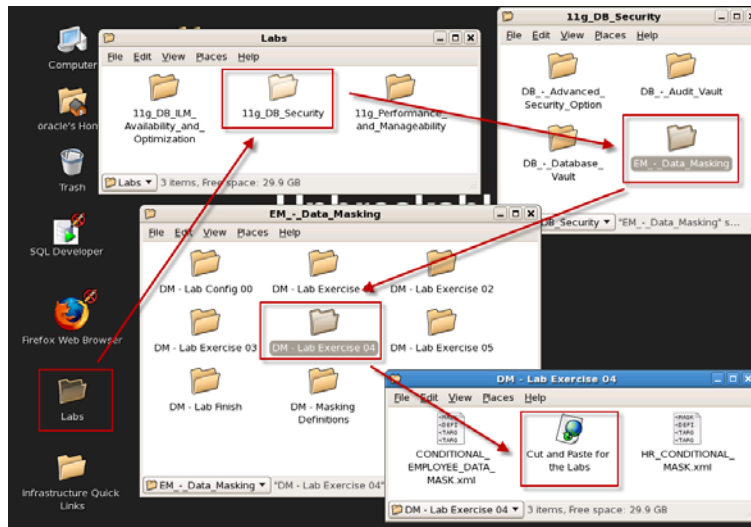 Computer
oracle's Hom
Trash
SQL Developer
Firefox Web Browser
Labs
Infrastructure Quick
Links
Labs
File Edit View Places Help
11g_DB_ILM_
Availability_and_
Optimization
11g_DB_Security
11g_Performance_
and_Manageability
Labs
3 items, Free space: 29.9 GB
11g_DB_Security
File Edit View Places Help
DB_-_Advanced_
Security_Option
DB_-_Audit_Vault
DB_-_Database_
Vault
EM_-_Data_Masking
DB_Security
"EM_-_Data_Masking" s...
EM_-_Data_Masking
File Edit View Places Help
DM - Lab Config 00
DM - Lab Exercise
DM - Lab Exercise 02
DM - Lab Exercise 03
DM - Lab Exercise 04
DM - Lab Exercise 05
DM - Lab Finish
DM - Masking
Definitions
EM_-_Data_Masking
"DM - Lab Exercise 04"
DM - Lab Exercise 04
File Edit View Places Help
CONDITIONAL_
EMPLOYEE_DATA_
MASK.xml
Cut and Paste for
the Labs
HR_CONDITIONAL_
MASK.xml
DM - Lab Exercise 04
3 items, Free space: 29.9 GB